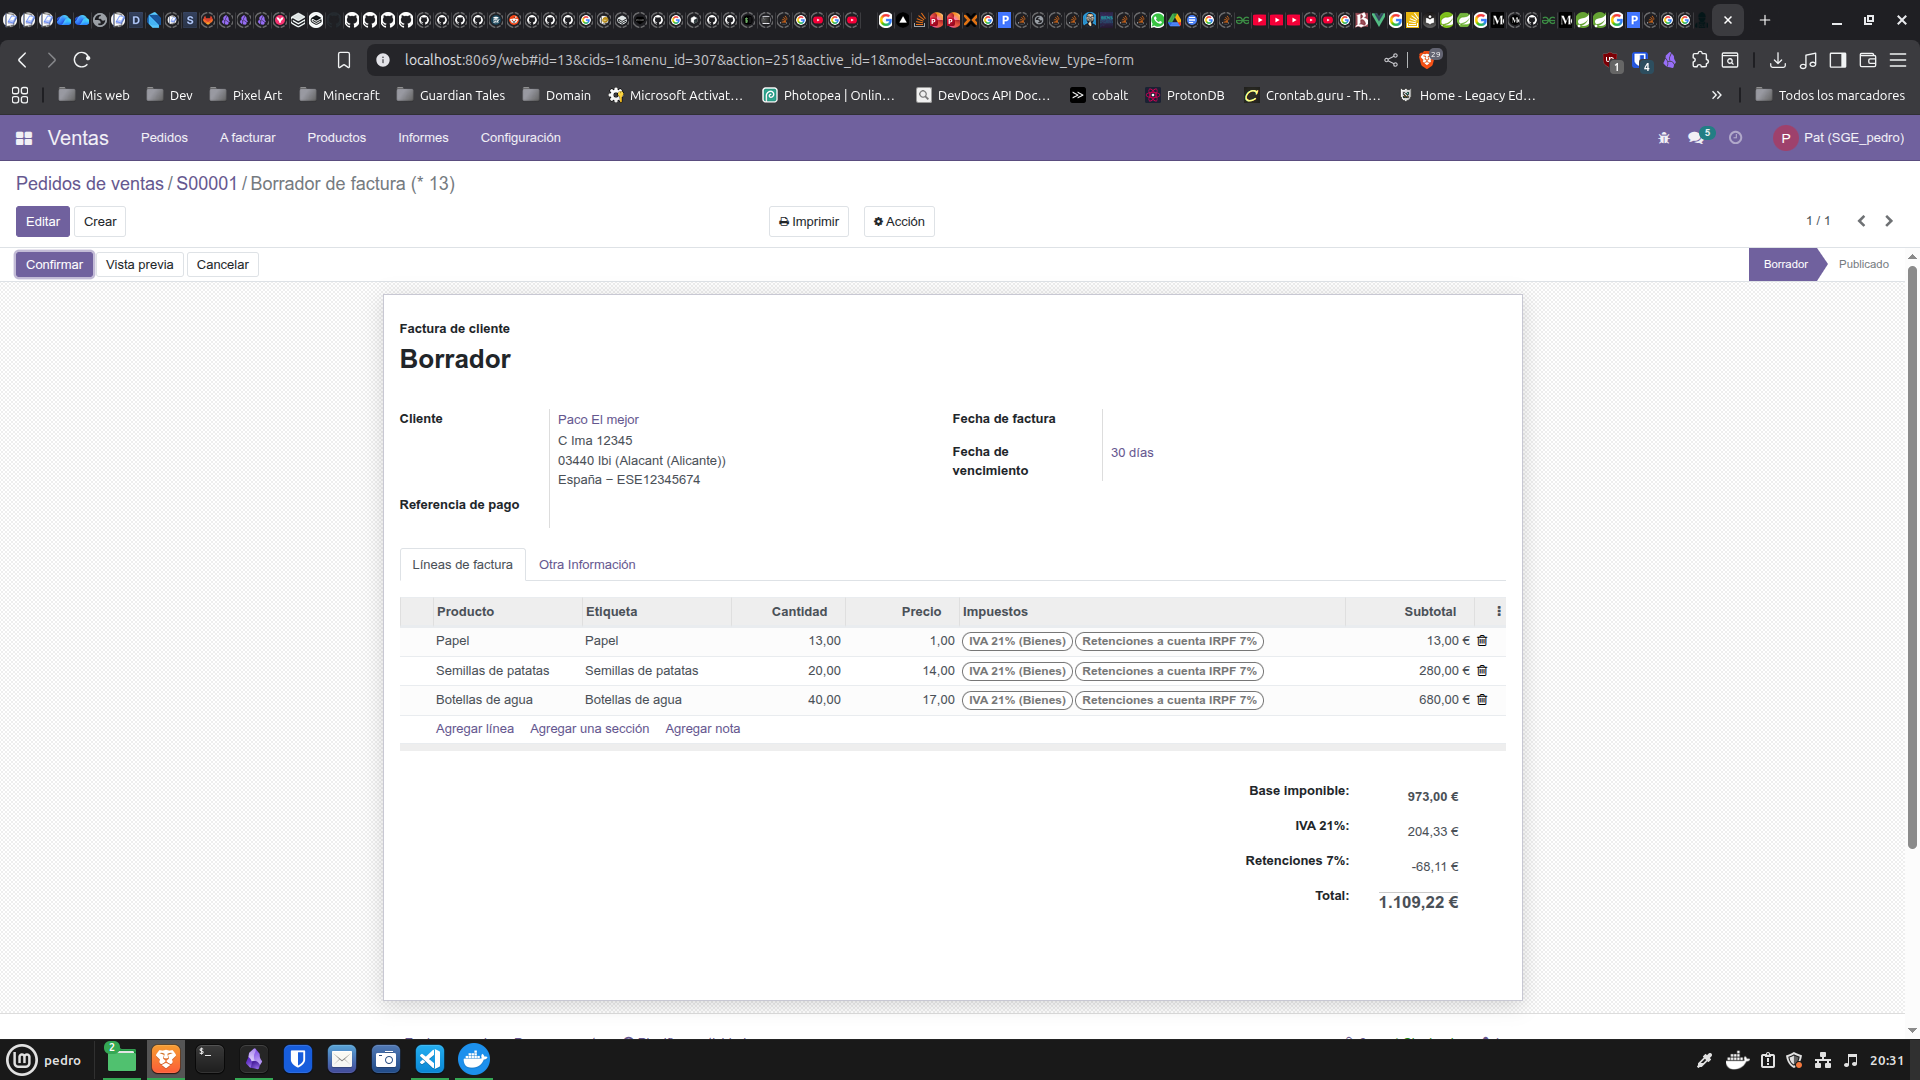 localhost:8069/web#id=13&cids=1&menu_id=307&action=251&active_id=1&model=account.move&view_type=form
29
1
4
Mis web
Dev
Pixel Art
Minecraft
Guardian Tales
Domain
Microsoft Activat...
Photopea | Onlin...
DevDocs API Doc...
cobalt
ProtonDB
Crontab.guru - Th...
Home - Legacy Ed...
Todos los marcadores
Ventas
Pedidos
A facturar
Productos
Informes
Configuración
5
P
Pat (SGE_pedro)
Pedidos de ventas / S00001 / Borrador de factura (* 13)
Editar
Crear
Imprimir
Acción
1 / 1
Confirmar
Vista previa
Cancelar
Borrador
Publicado
Factura de cliente
Borrador
Cliente
Paco El mejor
C Ima 12345
03440 Ibi (Alacant (Alicante))
España − ESE12345674
Referencia de pago
Fecha de factura
Fecha de vencimiento
30 días
Líneas de factura
Otra Información
Producto Etiqueta Cantidad Precio Impuestos Subtotal
Papel Papel 13,00 1,00 IVA 21% (Bienes) Retenciones a cuenta IRPF 7% 13,00 €
Semillas de patatas Semillas de patatas 20,00 14,00 IVA 21% (Bienes) Retenciones a cuenta IRPF 7% 280,00 €
Botellas de agua Botellas de agua 40,00 17,00 IVA 21% (Bienes) Retenciones a cuenta IRPF 7% 680,00 €
Agregar línea Agregar una sección Agregar nota
Base imponible: 973,00 €
IVA 21%: 204,33 €
Retenciones 7%: -68,11 €
Total: 1.109,22 €
pedro
2
20:31